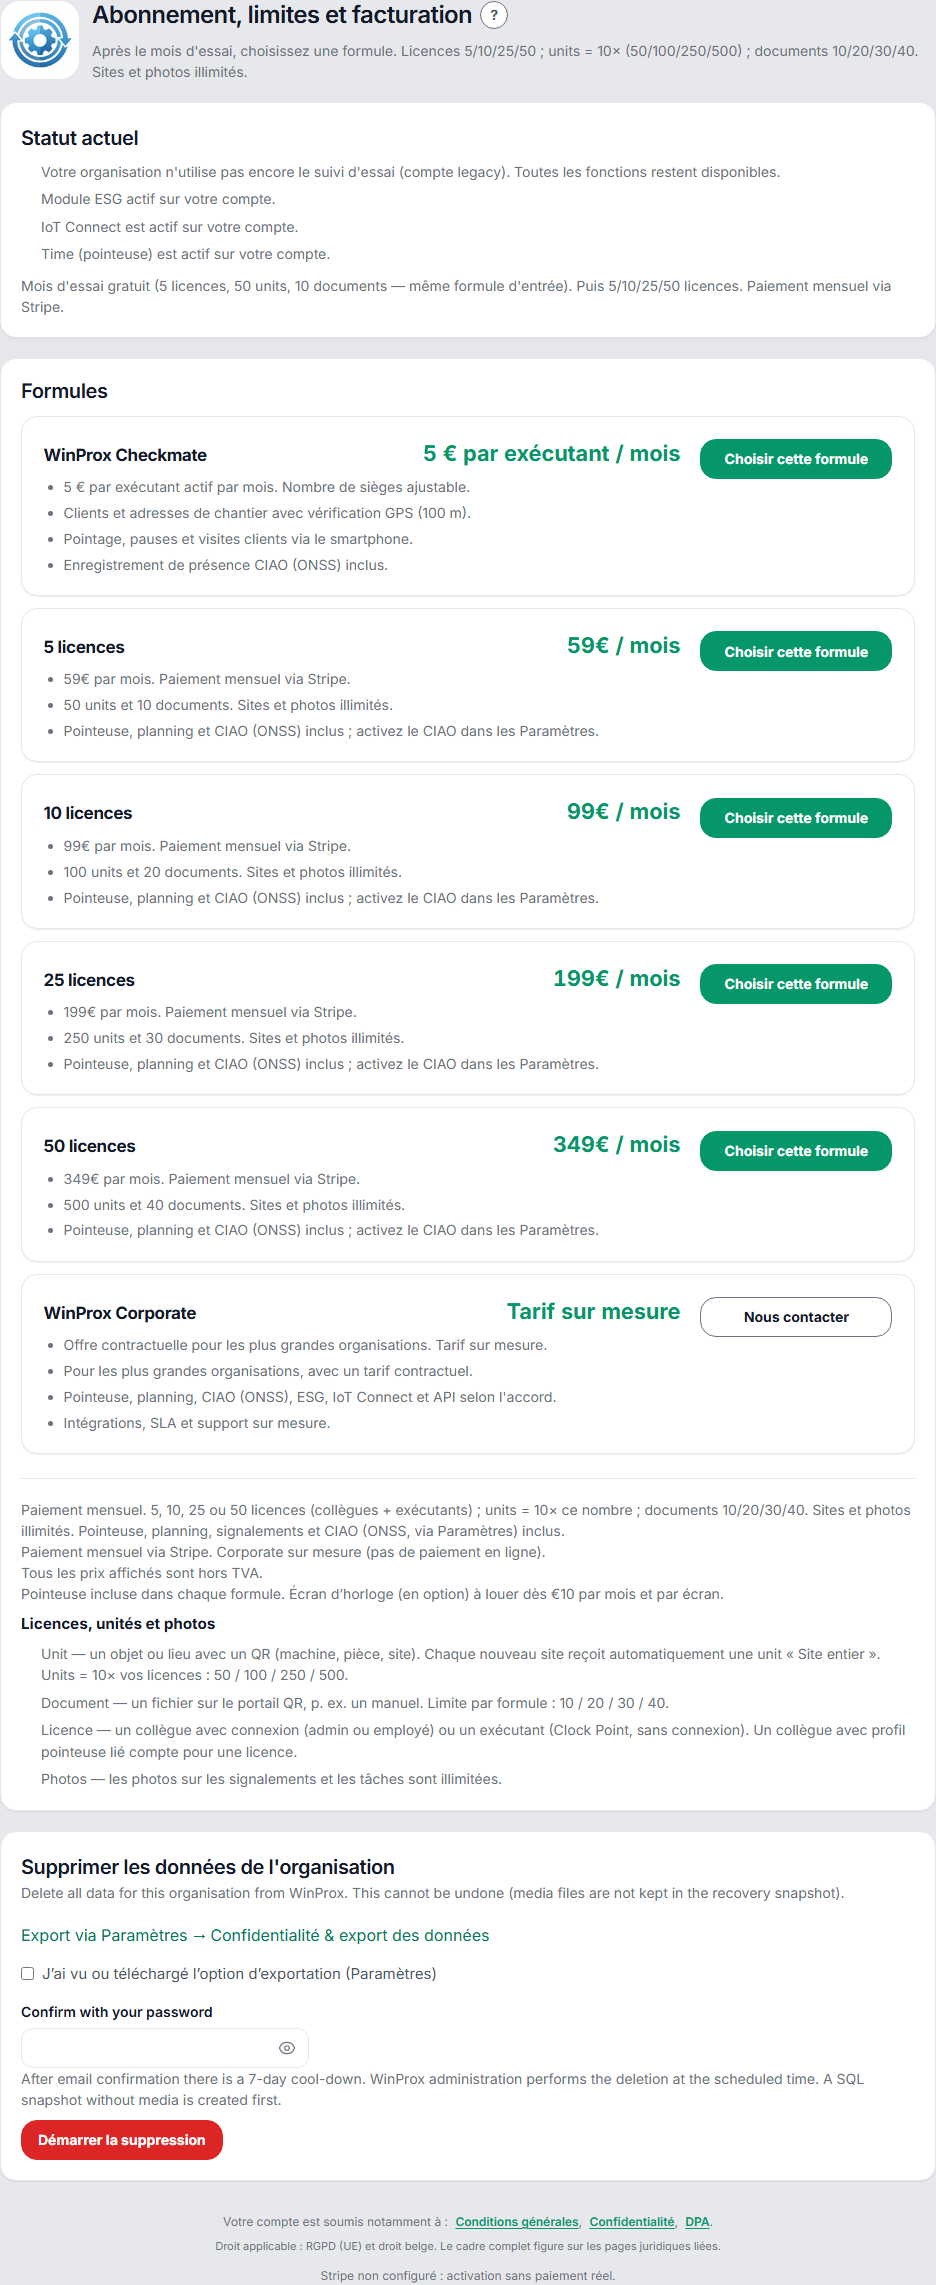 Abonnement, limites et facturation ?
Après le mois d'essai, choisissez une formule. Licences 5/10/25/50 ; units = 10× (50/100/250/500) ; documents 10/20/30/40.
Sites et photos illimités.
Statut actuel
Votre organisation n'utilise pas encore le suivi d'essai (compte legacy). Toutes les fonctions restent disponibles.
Module ESG actif sur votre compte.
IoT Connect est actif sur votre compte.
Time (pointeuse) est actif sur votre compte.
Mois d'essai gratuit (5 licences, 50 units, 10 documents — même formule d'entrée). Puis 5/10/25/50 licences. Paiement mensuel via
Stripe.
Formules
WinProx Checkmate 5 € par exécutant / mois Choisir cette formule
• 5 € par exécutant actif par mois. Nombre de sièges ajustable.
• Clients et adresses de chantier avec vérification GPS (100 m).
• Pointage, pauses et visites clients via le smartphone.
• Enregistrement de présence CIAO (ONSS) inclus.
5 licences 59€ / mois Choisir cette formule
• 59€ par mois. Paiement mensuel via Stripe.
• 50 units et 10 documents. Sites et photos illimités.
• Pointeuse, planning et CIAO (ONSS) inclus ; activez le CIAO dans les Paramètres.
10 licences 99€ / mois Choisir cette formule
• 99€ par mois. Paiement mensuel via Stripe.
• 100 units et 20 documents. Sites et photos illimités.
• Pointeuse, planning et CIAO (ONSS) inclus ; activez le CIAO dans les Paramètres.
25 licences 199€ / mois Choisir cette formule
• 199€ par mois. Paiement mensuel via Stripe.
• 250 units et 30 documents. Sites et photos illimités.
• Pointeuse, planning et CIAO (ONSS) inclus ; activez le CIAO dans les Paramètres.
50 licences 349€ / mois Choisir cette formule
• 349€ par mois. Paiement mensuel via Stripe.
• 500 units et 40 documents. Sites et photos illimités.
• Pointeuse, planning et CIAO (ONSS) inclus ; activez le CIAO dans les Paramètres.
WinProx Corporate Tarif sur mesure Nous contacter
• Offre contractuelle pour les plus grandes organisations. Tarif sur mesure.
• Pour les plus grandes organisations, avec un tarif contractuel.
• Pointeuse, planning, CIAO (ONSS), ESG, IoT Connect et API selon l'accord.
• Intégrations, SLA et support sur mesure.
Paiement mensuel. 5, 10, 25 ou 50 licences (collègues + exécutants) ; units = 10× ce nombre ; documents 10/20/30/40. Sites et photos
illimités. Pointeuse, planning, signalements et CIAO (ONSS, via Paramètres) inclus.
Paiement mensuel via Stripe. Corporate sur mesure (pas de paiement en ligne).
Tous les prix affichés sont hors TVA.
Pointeuse incluse dans chaque formule. Écran d’horloge (en option) à louer dès €10 par mois et par écran.
Licences, unités et photos
Unit — un objet ou lieu avec un QR (machine, pièce, site). Chaque nouveau site reçoit automatiquement une unit « Site entier ».
Units = 10× vos licences : 50 / 100 / 250 / 500.
Document — un fichier sur le portail QR, p. ex. un manuel. Limite par formule : 10 / 20 / 30 / 40.
Licence — un collègue avec connexion (admin ou employé) ou un exécutant (Clock Point, sans connexion). Un collègue avec profil
pointeuse lié compte pour une licence.
Photos — les photos sur les signalements et les tâches sont illimitées.
Supprimer les données de l'organisation
Delete all data for this organisation from WinProx. This cannot be undone (media files are not kept in the recovery snapshot).
Export via Paramètres → Confidentialité & export des données
J’ai vu ou téléchargé l’option d’exportation (Paramètres)
Confirm with your password
After email confirmation there is a 7-day cool-down. WinProx administration performs the deletion at the scheduled time. A SQL
snapshot without media is created first.
Démarrer la suppression
Votre compte est soumis notamment à : Conditions générales, Confidentialité, DPA.
Droit applicable : RGPD (UE) et droit belge. Le cadre complet figure sur les pages juridiques liées.
Stripe non configuré : activation sans paiement réel.